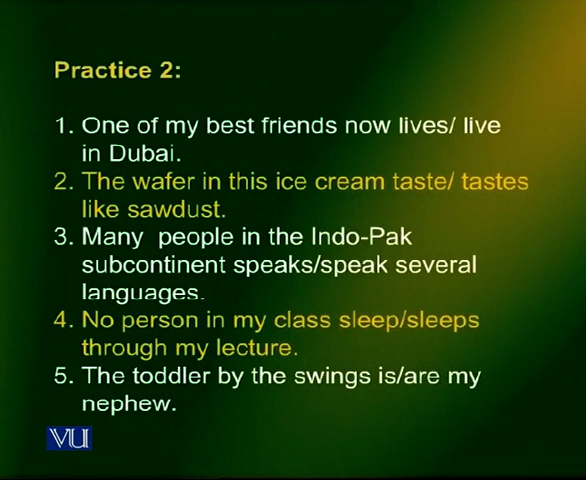 Practice 2:
1. One of my best friends now lives/ live
in Dubai.
2. The wafer in this ice cream taste/ tastes
like sawdust.
3. Many  people in the Indo-Pak
subcontinent speaks/speak several
languages.
4. No person in my class sleep/sleeps
through my lecture.
5. The toddler by the swings is/are my
nephew.
VU